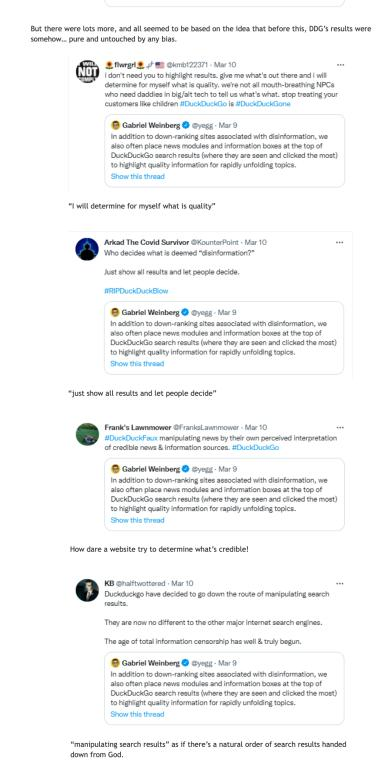 But there were lots more, and all seemed to be based on the idea that before this, DDG's results were
somehow... pure and untouched by any bias.
flwrgrl @kmb122371 · Mar 10
I don't need you to highlight results. give me what's out there and i will
determine for myself what is quality. we're not all mouth-breathing NPCs
who need daddies in big/ait tech to tell us what's what. stop treating your
customers like children #DuckDuckGo is #DuckDuckGone
Gabriel Weinberg @yegg · Mar 9
In addition to down-ranking sites associated with disinformation, we
also often place news modules and information boxes at the top of
DuckDuckGo search results (where they are seen and clicked the most)
to highlight quality information for rapidly unfolding topics.
Show this thread
"I will determine for myself what is quality"
Arkad The Covid Survivor @KounterPoint · Mar 10
Who decides what is deemed "disinformation?"
Just show all results and let people decide.
#RIPDuckDuckBlow
Gabriel Weinberg @yegg · Mar 9
In addition to down-ranking sites associated with disinformation, we
also often place news modules and information boxes at the top of
DuckDuckGo search results (where they are seen and clicked the most)
to highlight quality information for rapidly unfolding topics.
Show this thread
"just show all results and let people decide"
Frank's Lawnmower @FranksLawnmower · Mar 10
#DuckDuckFaux manipulating news by their own perceived interpretation
of credible news & information sources. #DuckDuckGo
Gabriel Weinberg @yegg · Mar 9
In addition to down-ranking sites associated with disinformation, we
also often place news modules and information boxes at the top of
DuckDuckGo search results (where they are seen and clicked the most)
to highlight quality information for rapidly unfolding topics.
Show this thread
How dare a website try to determine what's credible!
KB @halftwottered · Mar 10
Duckduckgo have decided to go down the route of manipulating search
results.
They are now no different to the other major internet search engines.
The age of total information censorship has well & truly begun.
Gabriel Weinberg @yegg · Mar 9
In addition to down-ranking sites associated with disinformation, we
also often place news modules and information boxes at the top of
DuckDuckGo search results (where they are seen and clicked the most)
to highlight quality information for rapidly unfolding topics.
Show this thread
"manipulating search results" as if there's a natural order of search results handed
down from God.